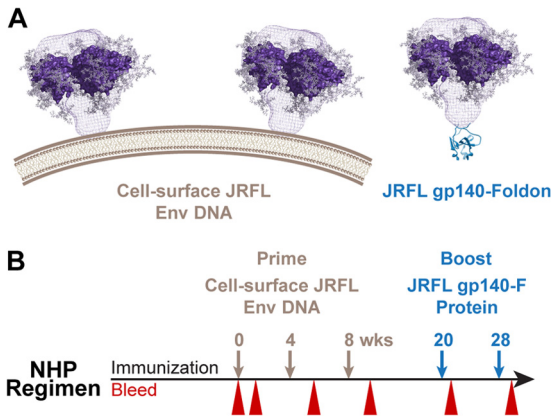 A
Cell-surface JRFL
Env DNA
JRFL gp140-Foldon
B
Prime
Boost
Cell-surface JRFL
Env DNA
JRFL gp140-F
Protein
0 4 8 wks 20 28
NHP
Regimen
Immunization
Bleed